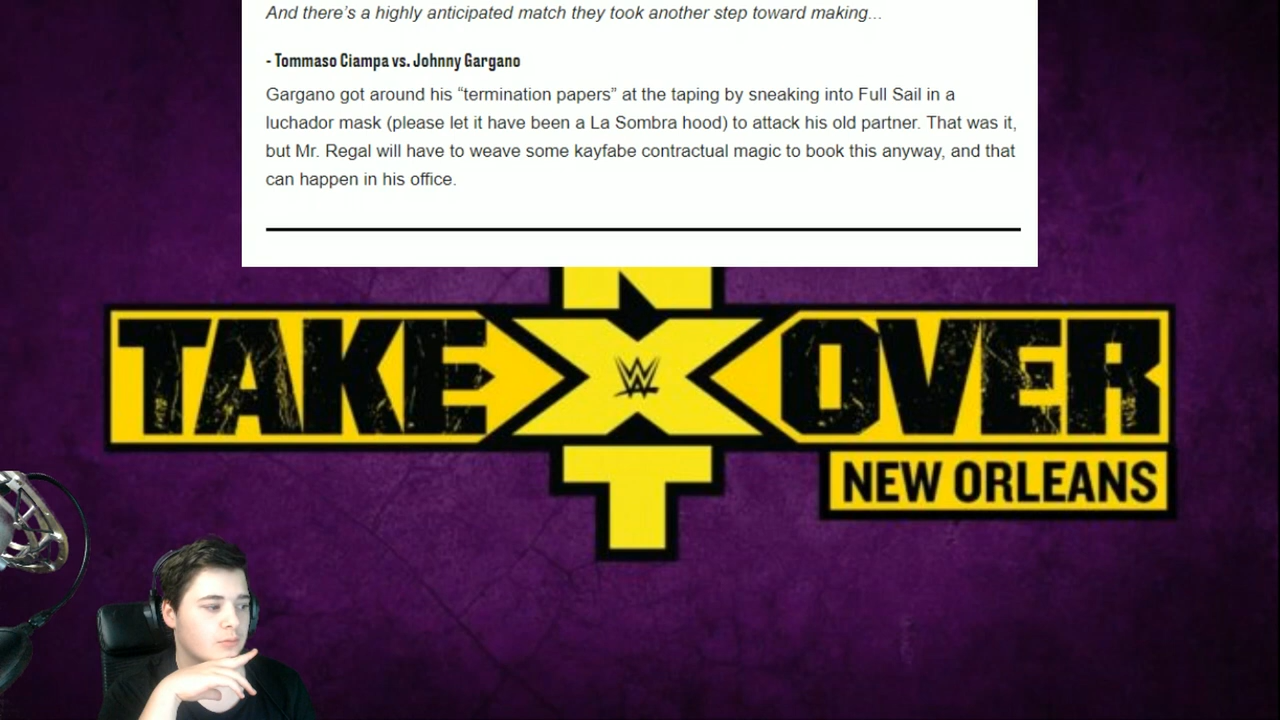 And there's a highly anticipated match they took another step toward making...
- Tommaso Ciampa vs. Johnny Gargano
Gargano got around his “termination papers” at the taping by sneaking into Full Sail in a
luchador mask (please let it have been a La Sombra hood) to attack his old partner. That was it,
but Mr. Regal will have to weave some kayfabe contractual magic to book this anyway, and that
can happen in his office.
N
TAKE X OVER
W
T
NEW ORLEANS